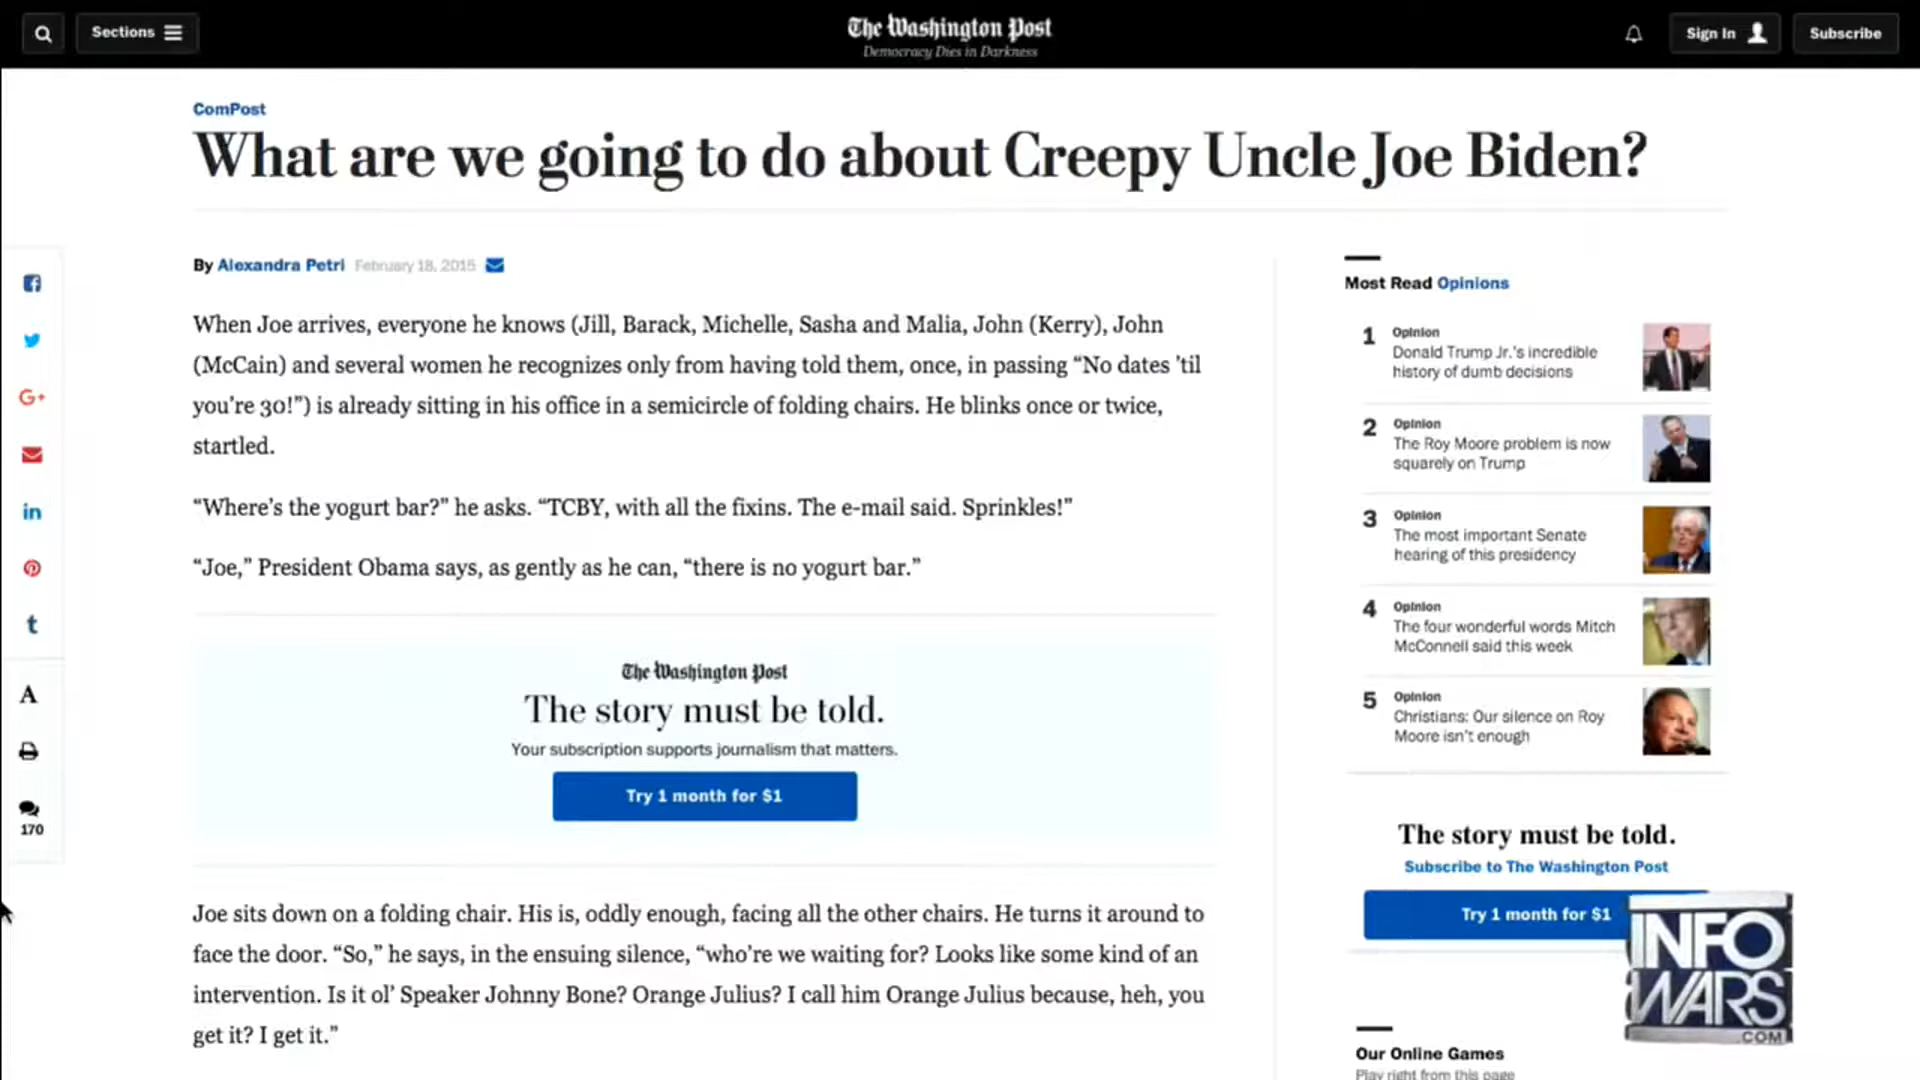 Sections
The Washington Post
Democracy Dies in Darkness
Sign In
Subscribe
ComPost
What are we going to do about Creepy Uncle Joe Biden?
By Alexandra Petri February 18, 2015
When Joe arrives, everyone he knows (Jill, Barack, Michelle, Sasha and Malia, John (Kerry), John
(McCain) and several women he recognizes only from having told them, once, in passing “No dates ’til
you’re 30!”) is already sitting in his office in a semicircle of folding chairs. He blinks once or twice,
startled.
“Where’s the yogurt bar?” he asks. “TCBY, with all the fixins. The e-mail said. Sprinkles!”
“Joe,” President Obama says, as gently as he can, “there is no yogurt bar.”
The Washington Post
The story must be told.
Your subscription supports journalism that matters.
Try 1 month for $1
Joe sits down on a folding chair. His is, oddly enough, facing all the other chairs. He turns it around to
face the door. “So,” he says, in the ensuing silence, “who’re we waiting for? Looks like some kind of an
intervention. Is it ol’ Speaker Johnny Bone? Orange Julius? I call him Orange Julius because, heh, you
get it? I get it.”
G+
in
t
A
170
Most Read Opinions
1 Opinion
Donald Trump Jr.'s incredible
history of dumb decisions
2 Opinion
The Roy Moore problem is now
squarely on Trump
3 Opinion
The most important Senate
hearing of this presidency
4 Opinion
The four wonderful words Mitch
McConnell said this week
5 Opinion
Christians: Our silence on Roy
Moore isn't enough
The story must be told.
Subscribe to The Washington Post
Try 1 month for $1
INFO
WARS
.COM
Our Online Games
Play right from this page